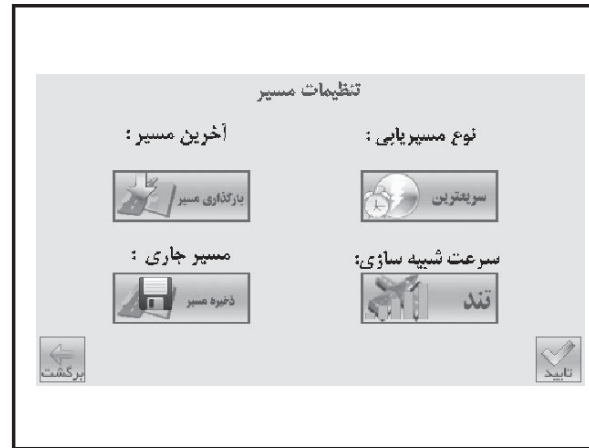 تنظیمات مسیر
نوع مسیریابی :
آخرین مسیر :
سریعترین
بارگذاری مسیر
سرعت شبیه سازی:
مسیر جاری :
تند
ذخیره مسیر
تایید
برگشت